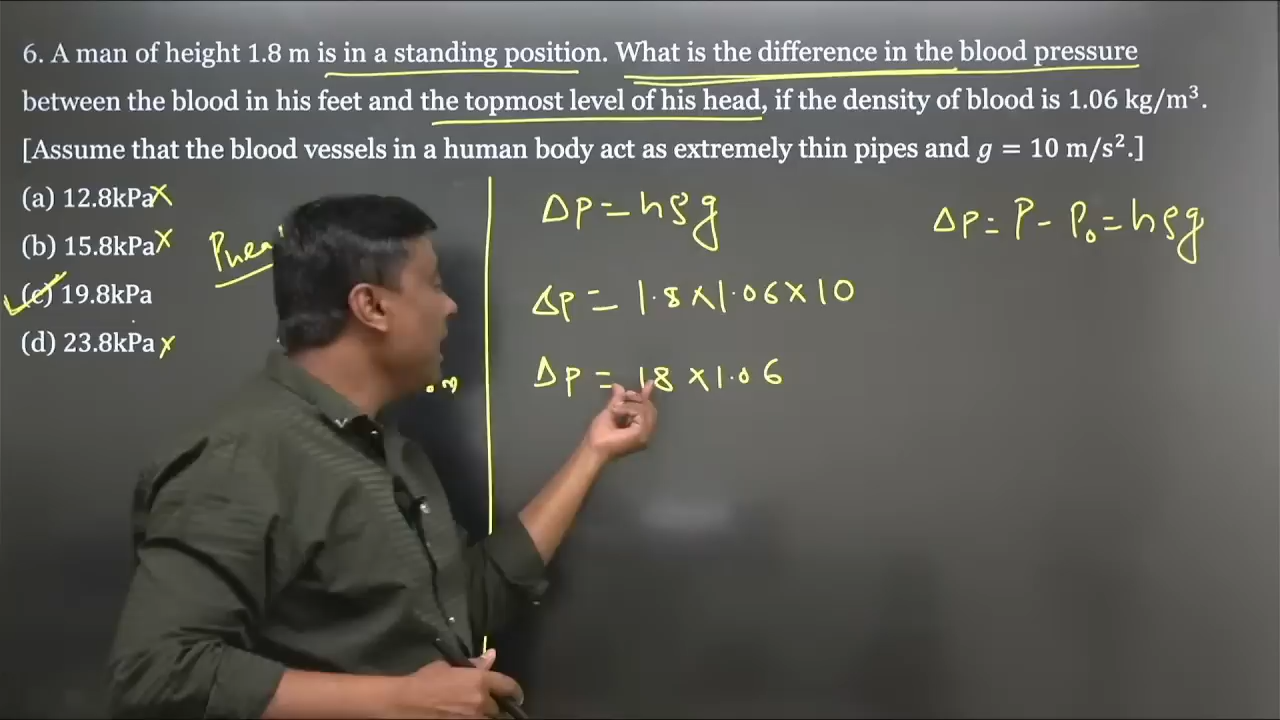 6. A man of height 1.8 m is in a standing position. What is the difference in the blood pressure
between the blood in his feet and the topmost level of his head, if the density of blood is 1.06 kg/m³.
[Assume that the blood vessels in a human body act as extremely thin pipes and g = 10 m/s².]
(a) 12.8kPa×
(b) 15.8kPa×
(c) 19.8kPa
(d) 23.8kPa ×
ΔP = hρg
ΔP = 1.8 × 1.06 × 10
ΔP = 18 × 1.06
ΔP = P - P₀ = hρg